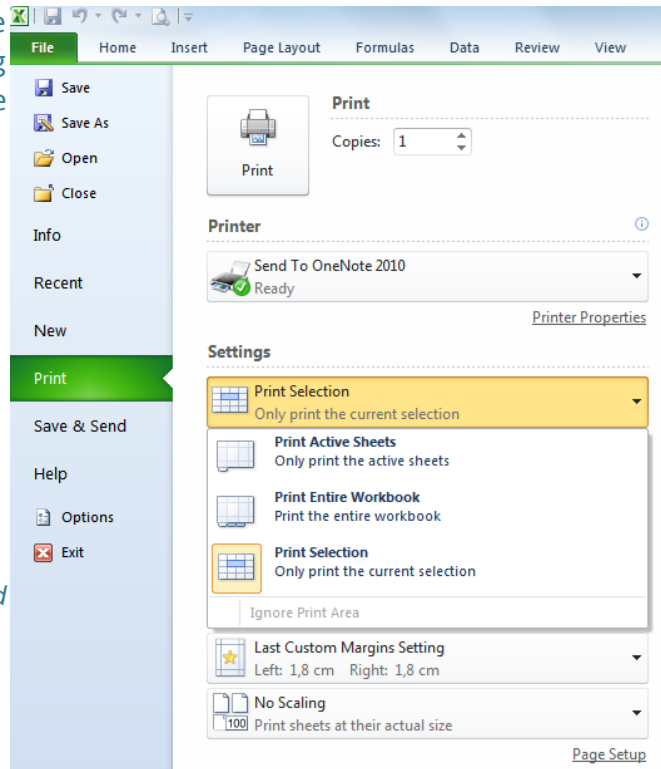 File Home Insert Page Layout Formulas Data Review View
Save
Save As
Open
Close
Info
Recent
New
Print
Save & Send
Help
Options
Exit
Print
Print
Copies: 1
Printer
Send To OneNote 2010
Ready
Printer Properties
Settings
Print Selection
Only print the current selection
Print Active Sheets
Only print the active sheets
Print Entire Workbook
Print the entire workbook
Print Selection
Only print the current selection
Ignore Print Area
Last Custom Margins Setting
Left: 1,8 cm Right: 1,8 cm
No Scaling
100 Print sheets at their actual size
Page Setup